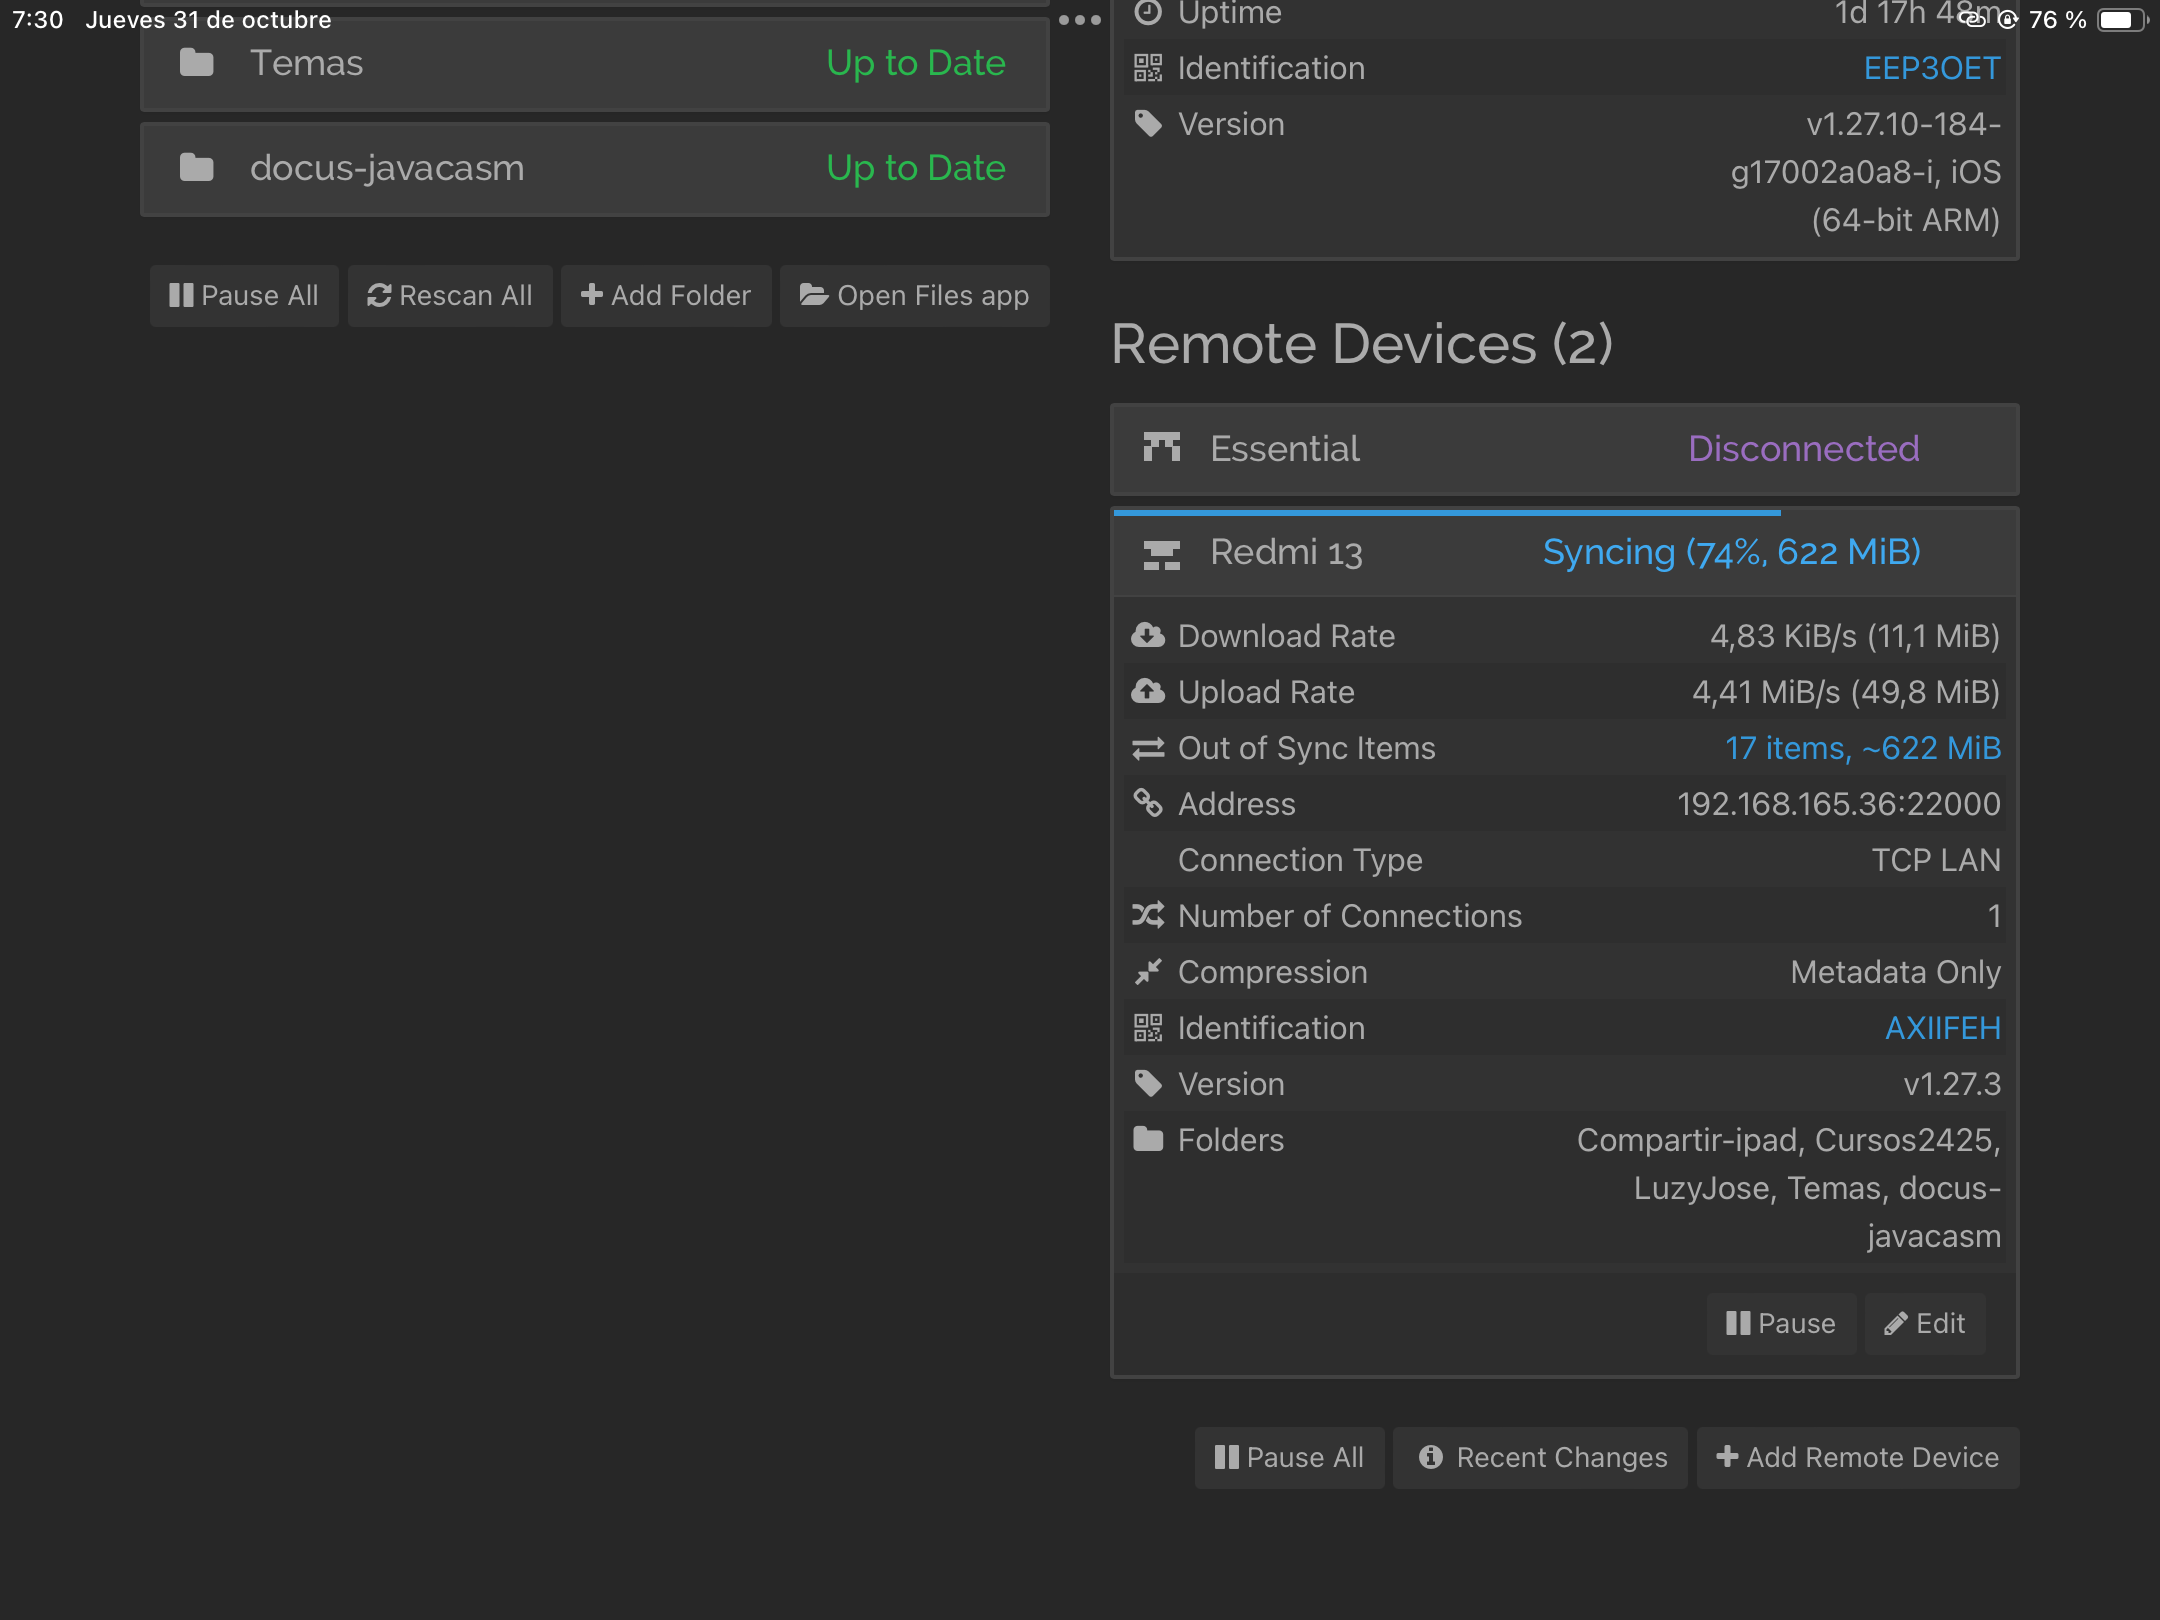 7:30 Jueves 31 de octubre
76 %
Temas Up to Date
docus-javacasm Up to Date
Pause All Rescan All Add Folder Open Files app
Uptime 1d 17h 48m
Identification EEP3OET
Version v1.27.10-184-
g17002a0a8-i, iOS
(64-bit ARM)
Remote Devices (2)
Essential Disconnected
Redmi 13 Syncing (74%, 622 MiB)
Download Rate 4,83 KiB/s (11,1 MiB)
Upload Rate 4,41 MiB/s (49,8 MiB)
Out of Sync Items 17 items, ~622 MiB
Address 192.168.165.36:22000
Connection Type TCP LAN
Number of Connections 1
Compression Metadata Only
Identification AXIIFEH
Version v1.27.3
Folders Compartir-ipad, Cursos2425,
LuzyJose, Temas, docus-
javacasm
Pause Edit
Pause All Recent Changes Add Remote Device